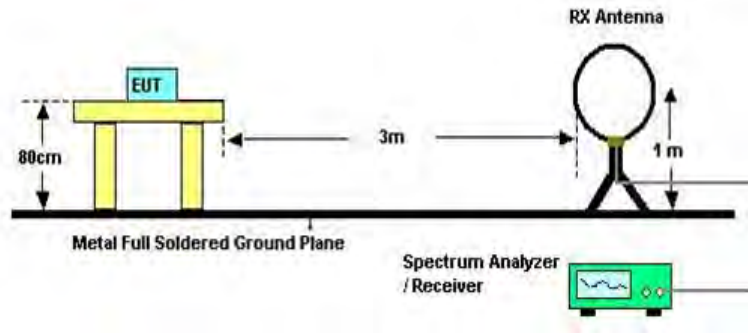 RX Antenna
EUT
80cm
3m
1 m
Metal Full Soldered Ground Plane
Spectrum Analyzer
/ Receiver